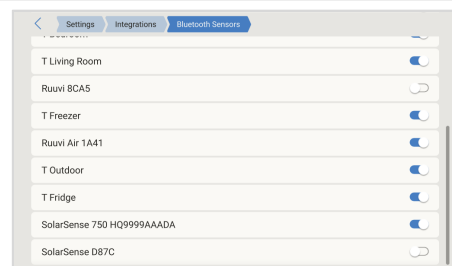 Settings
Integrations
Bluetooth Sensors
T Bedroom
T Living Room
Ruuvi 8CA5
T Freezer
Ruuvi Air 1A41
T Outdoor
T Fridge
SolarSense 750 HQ9999AAADA
SolarSense D87C